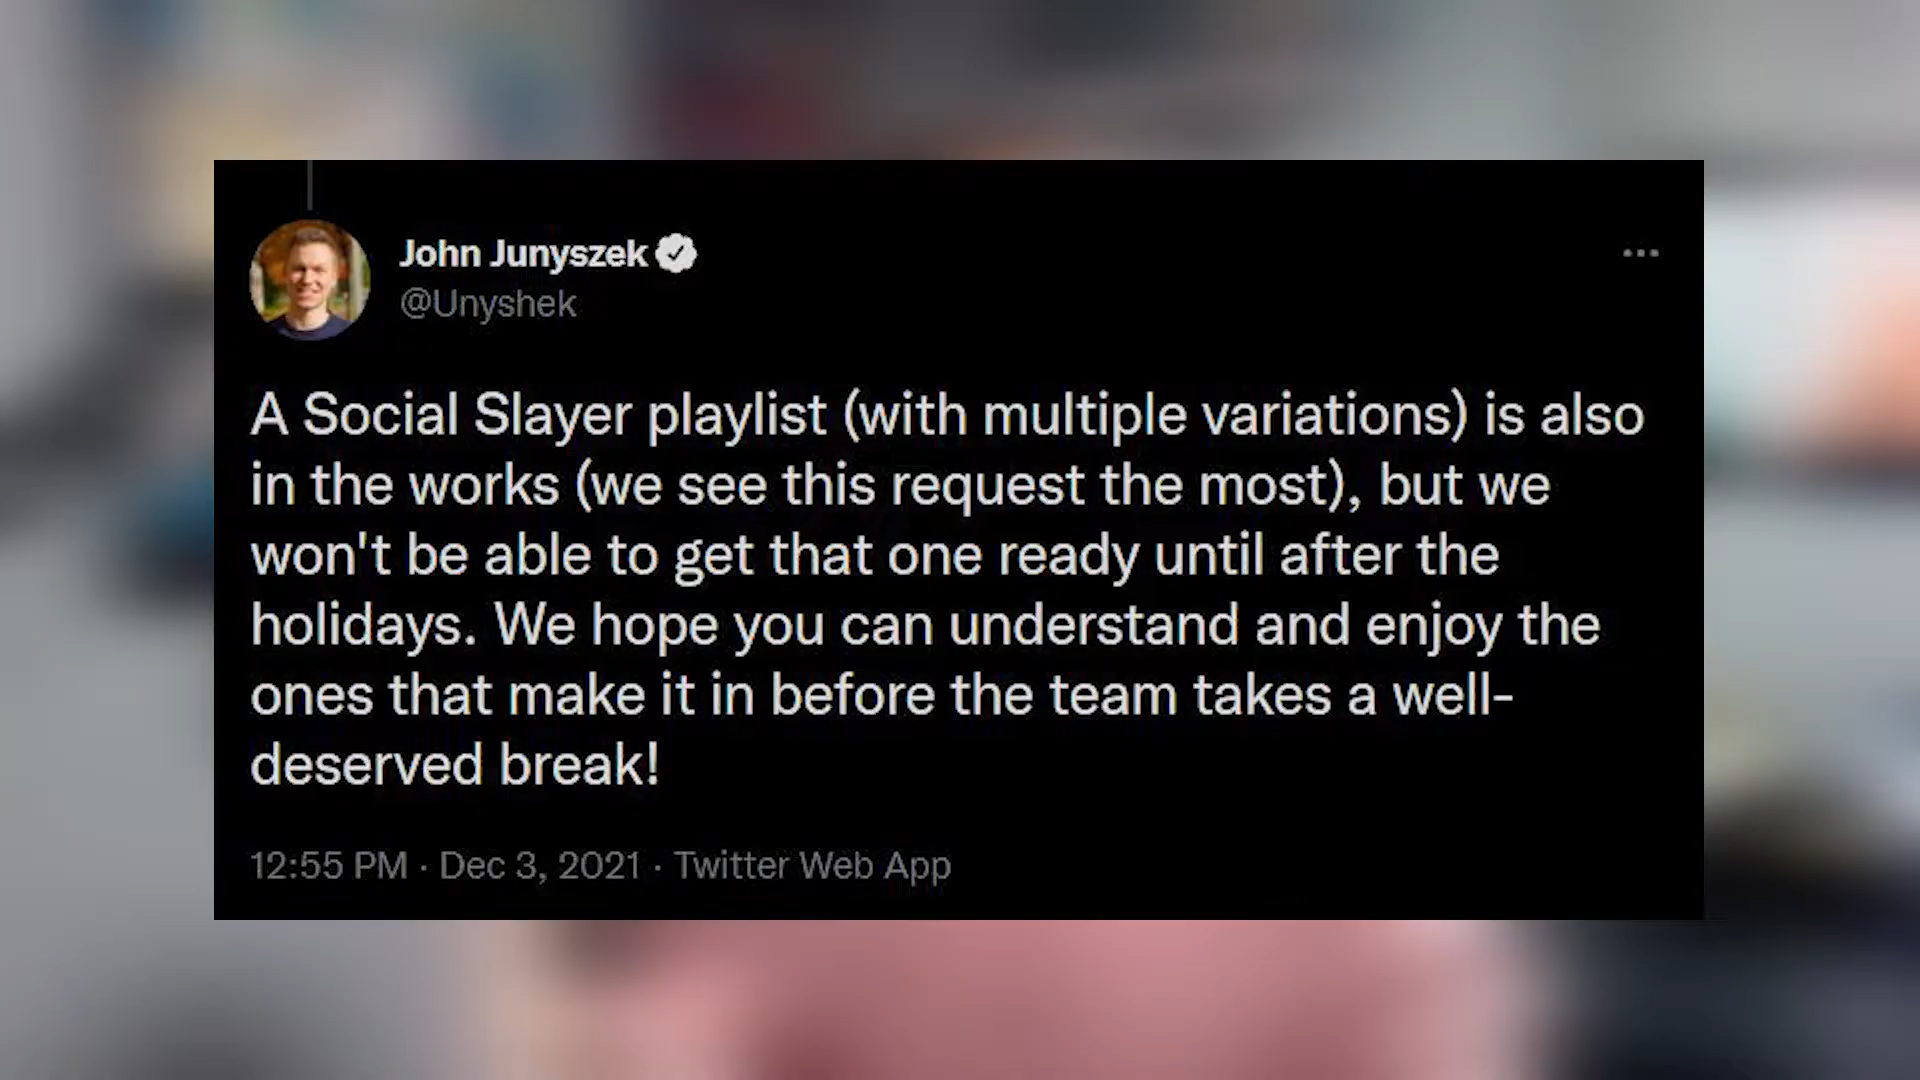 John Junyszek
@Unyshek
A Social Slayer playlist (with multiple variations) is also
in the works (we see this request the most), but we
won't be able to get that one ready until after the
holidays. We hope you can understand and enjoy the
ones that make it in before the team takes a well-
deserved break!
12:55 PM · Dec 3, 2021 · Twitter Web App